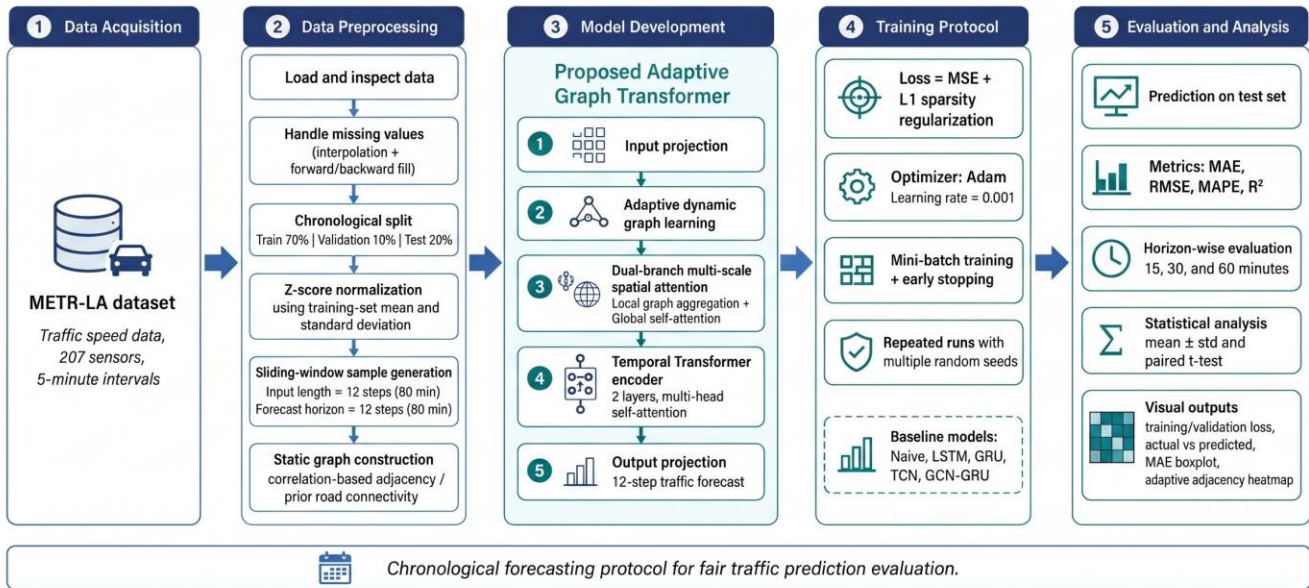 1 Data Acquisition
METR-LA dataset
Traffic speed data,
207 sensors,
5-minute intervals
2 Data Preprocessing
Load and inspect data
Handle missing values
(interpolation +
forward/backward fill)
Chronological split
Train 70% | Validation 10% | Test 20%
Z-score normalization
using training-set mean and
standard deviation
Sliding-window sample generation
Input length = 12 steps (80 min)
Forecast horizon = 12 steps (80 min)
Static graph construction
correlation-based adjacency /
prior road connectivity
3 Model Development
Proposed Adaptive
Graph Transformer
1 Input projection
2 Adaptive dynamic
graph learning
3 Dual-branch multi-scale
spatial attention
Local graph aggregation +
Global self-attention
4 Temporal Transformer
encoder
2 layers, multi-head
self-attention
5 Output projection
12-step traffic forecast
4 Training Protocol
Loss = MSE +
L1 sparsity
regularization
Optimizer: Adam
Learning rate = 0.001
Mini-batch training
+ early stopping
Repeated runs with
multiple random seeds
Baseline models:
Naive, LSTM, GRU,
TCN, GCN-GRU
5 Evaluation and Analysis
Prediction on test set
Metrics: MAE,
RMSE, MAPE, R²
Horizon-wise evaluation
15, 30, and 60 minutes
Σ Statistical analysis
mean ± std and
paired t-test
Visual outputs
training/validation loss,
actual vs predicted,
MAE boxplot,
adaptive adjacency heatmap
Chronological forecasting protocol for fair traffic prediction evaluation.